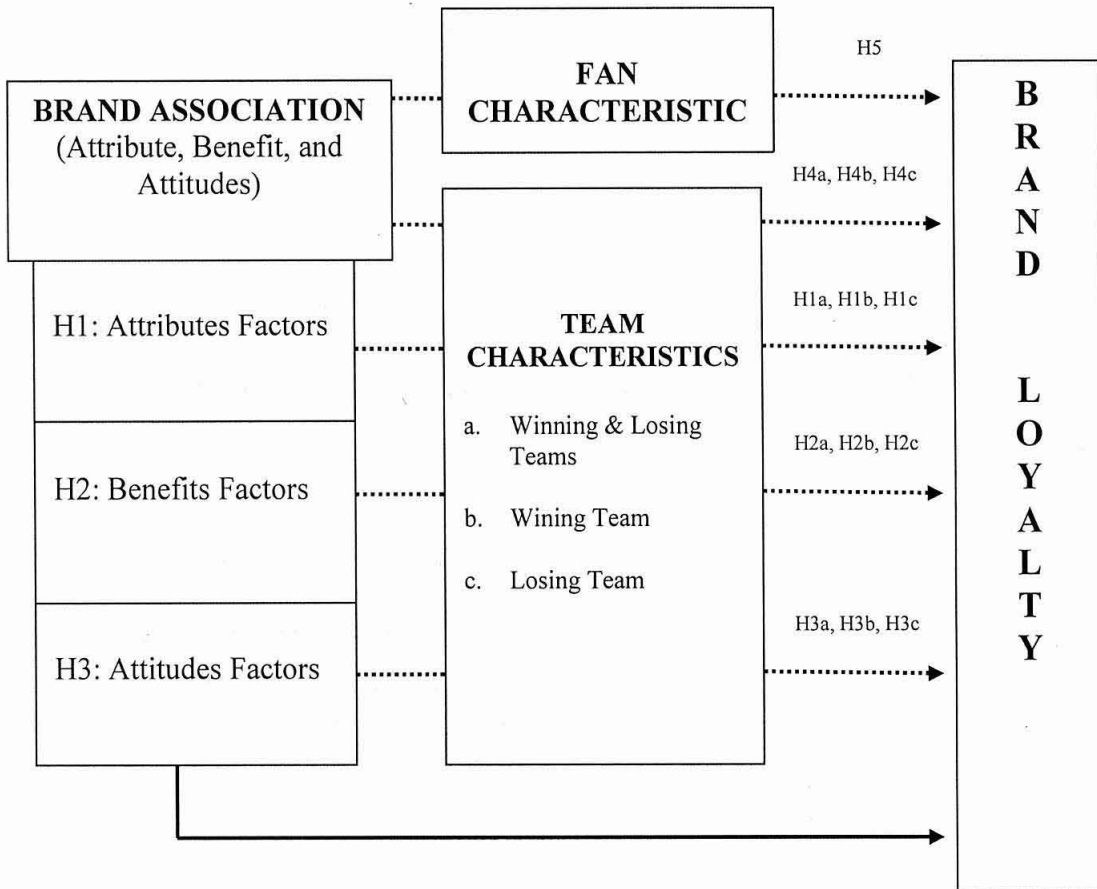 BRAND ASSOCIATION
(Attribute, Benefit, and
Attitudes)
H1: Attributes Factors
H2: Benefits Factors
H3: Attitudes Factors
FAN
CHARACTERISTIC
TEAM
CHARACTERISTICS
a. Winning & Losing
Teams
b. Wining Team
c. Losing Team
H5
H4a, H4b, H4c
H1a, H1b, H1c
H2a, H2b, H2c
H3a, H3b, H3c
B
R
A
N
D
L
O
Y
A
L
T
Y